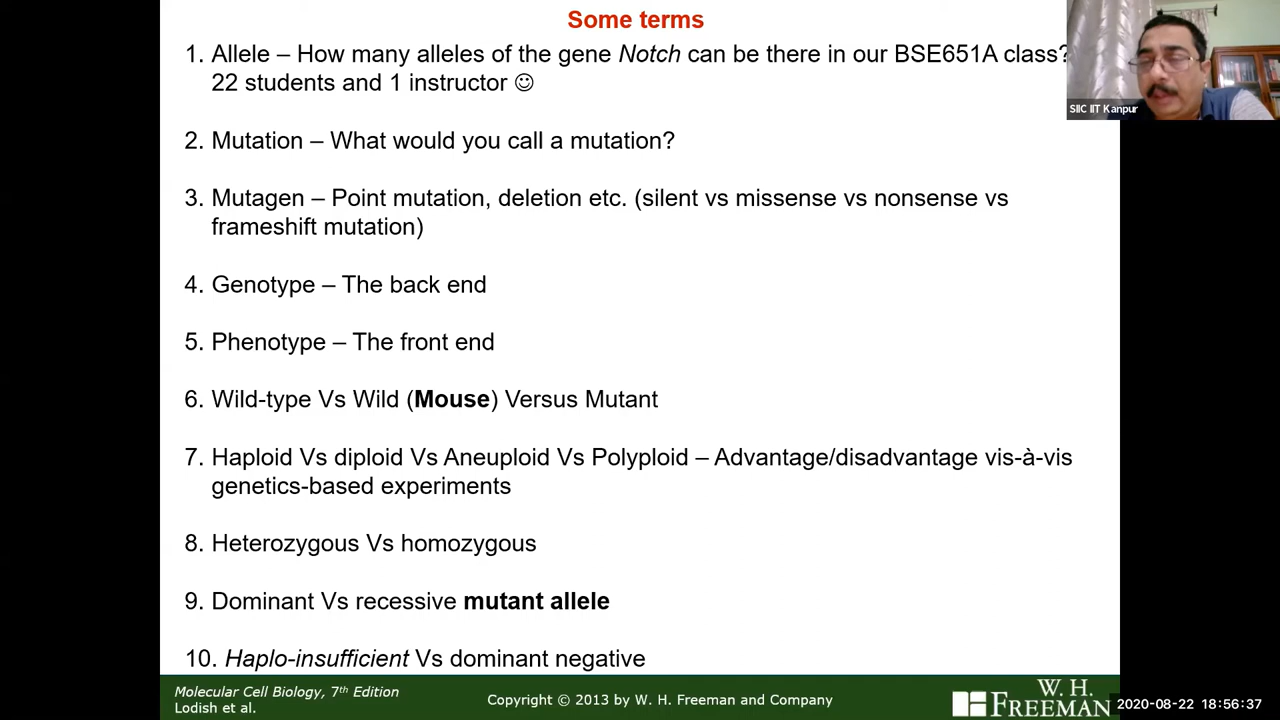 Some terms
1. Allele – How many alleles of the gene Notch can be there in our BSE651A class?
22 students and 1 instructor ☺
2. Mutation – What would you call a mutation?
3. Mutagen – Point mutation, deletion etc. (silent vs missense vs nonsense vs
frameshift mutation)
4. Genotype – The back end
5. Phenotype – The front end
6. Wild-type Vs Wild (Mouse) Versus Mutant
7. Haploid Vs diploid Vs Aneuploid Vs Polyploid – Advantage/disadvantage vis-à-vis
genetics-based experiments
8. Heterozygous Vs homozygous
9. Dominant Vs recessive mutant allele
10. Haplo-insufficient Vs dominant negative
SIIC IIT Kanpur
Molecular Cell Biology, 7th Edition
Lodish et al.
Copyright © 2013 by W. H. Freeman and Company
W. H.
FREEMAN
2020-08-22 18:56:37